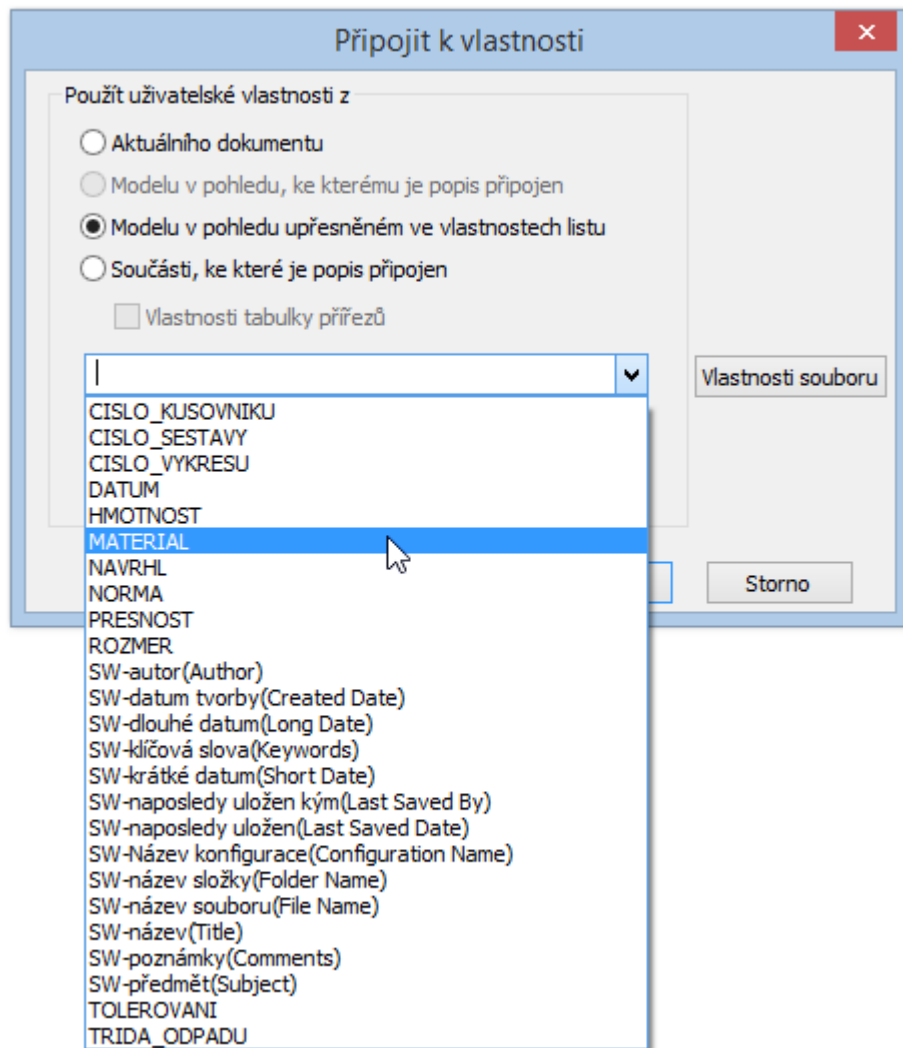 Připojit k vlastnosti
Použít uživatelské vlastnosti z
Aktuálního dokumentu
Modelu v pohledu, ke kterému je popis připojen
Modelu v pohledu upřesněném ve vlastnostech listu
Součásti, ke které je popis připojen
Vlastnosti tabulky přířezů
Vlastnosti souboru
CISLO_KUSOVNIKU
CISLO_SESTAVY
CISLO_VYKRESU
DATUM
HMOTNOST
MATERIAL
NAVRHL
Storno
NORMA
PRESNOST
ROZMER
SW-autor(Author)
SW-datum tvorby(Created Date)
SW-dlouhé datum(Long Date)
SW-klíčová slova(Keywords)
SW-krátké datum(Short Date)
SW-naposledy uložen kým(Last Saved By)
SW-naposledy uložen(Last Saved Date)
SW-Název konfigurace(Configuration Name)
SW-název složky(Folder Name)
SW-název souboru(File Name)
SW-název(Title)
SW-poznámky(Comments)
SW-předmět(Subject)
TOLEROVANI
TRIDA_ODPADU